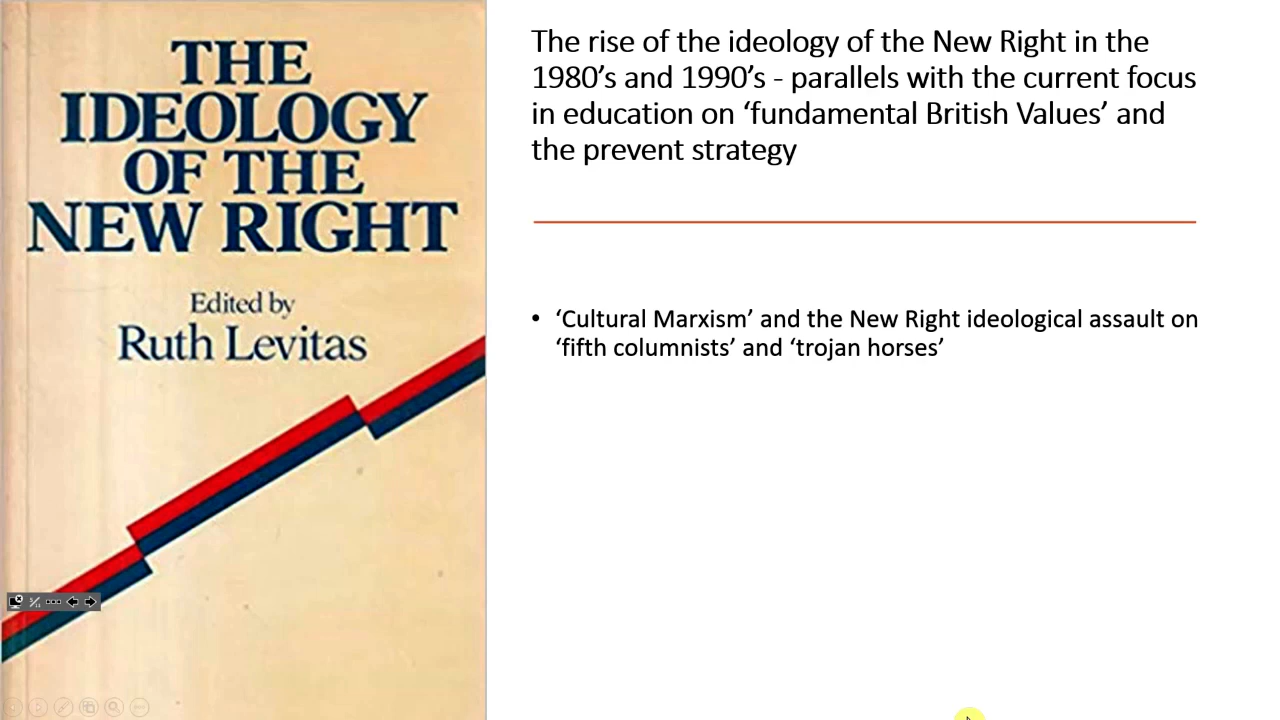 THE
IDEOLOGY
OF THE
NEW RIGHT
Edited by
Ruth Levitas
The rise of the ideology of the New Right in the
1980’s and 1990’s - parallels with the current focus
in education on ‘fundamental British Values’ and
the prevent strategy
• ‘Cultural Marxism’ and the New Right ideological assault on
‘fifth columnists’ and ‘trojan horses’